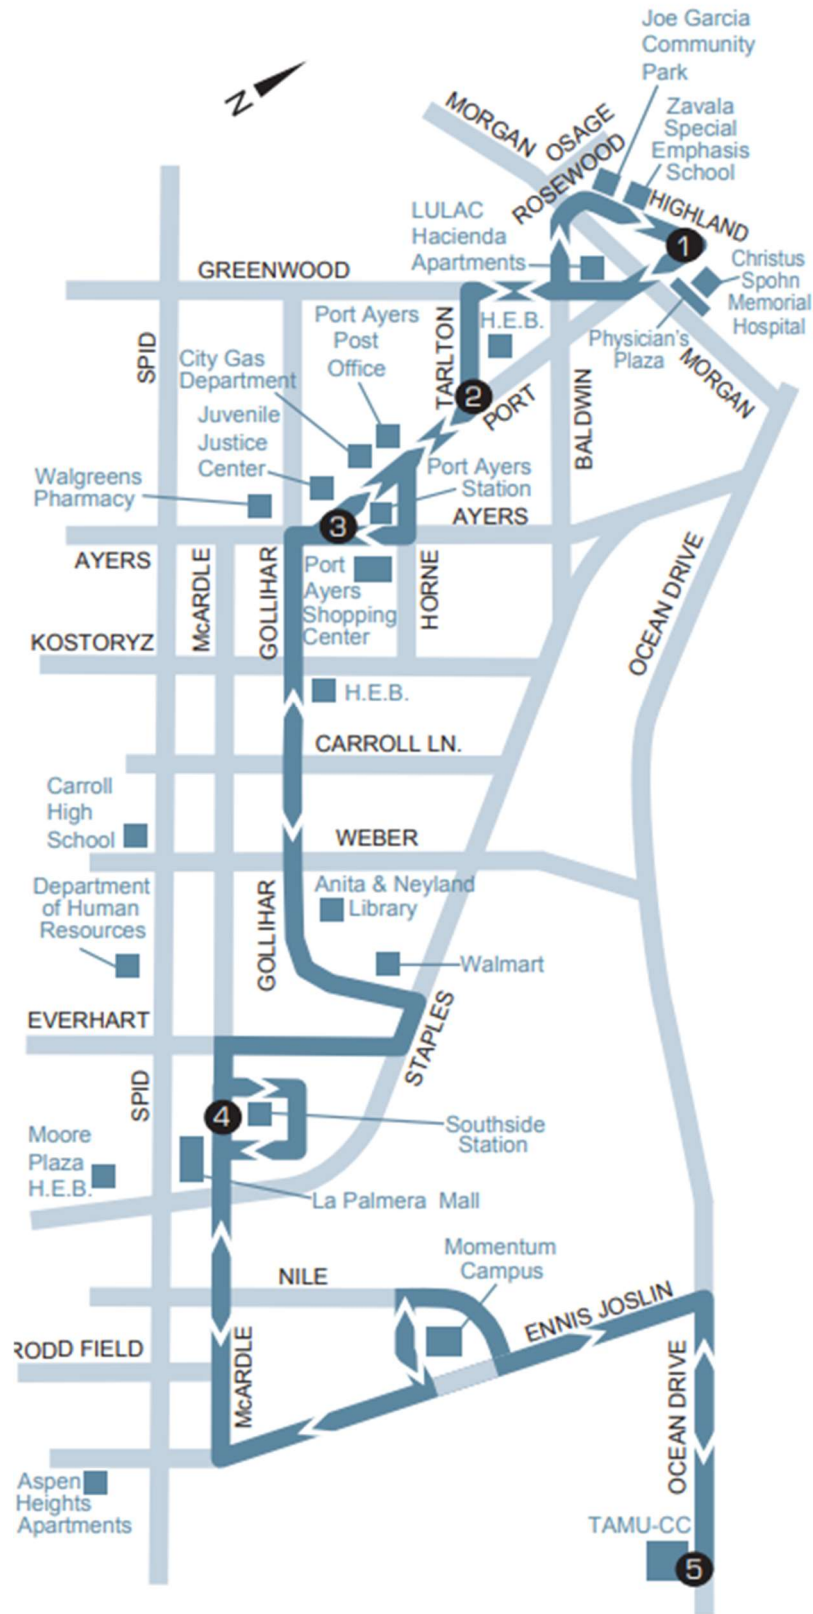 Joe Garcia
Community
Park
Zavala
Special
Emphasis
School
N
MORGAN
OSAGE
ROSEWOOD
HIGHLAND
1
LULAC
Hacienda
Apartments
Christus
Spohn
Memorial
Hospital
GREENWOOD
Port Ayers
Post
Office
TARLTON
H.E.B.
Physician's
Plaza
MORGAN
SPID
City Gas
Department
2
PORT
BALDWIN
Juvenile
Justice
Center
Port Ayers
Station
Walgreens
Pharmacy
3
AYERS
AYERS
McARDLE
GOLLIHAR
Port
Ayers
Shopping
Center
HORNE
OCEAN DRIVE
KOSTORYZ
H.E.B.
CARROLL LN.
Carroll
High
School
WEBER
Department
of Human
Resources
GOLLIHAR
Anita & Neyland
Library
Walmart
EVERHART
STAPLES
SPID
4
Southside
Station
Moore
Plaza
H.E.B.
La Palmera Mall
Momentum
Campus
NILE
ENNIS JOSLIN
RODD FIELD
McARDLE
OCEAN DRIVE
Aspen
Heights
Apartments
TAMU-CC
5